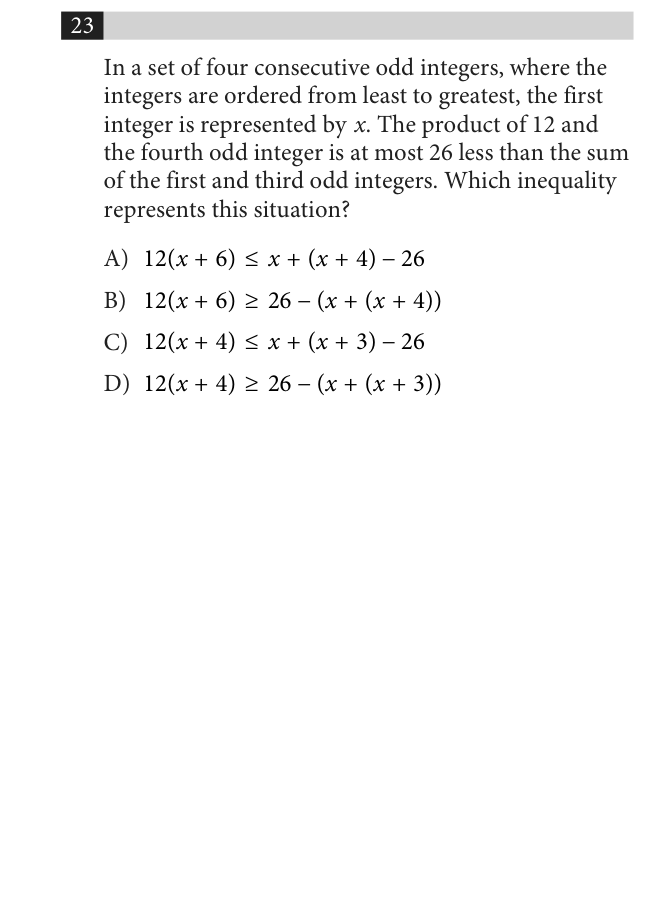 23
In a set of four consecutive odd integers, where the
integers are ordered from least to greatest, the first
integer is represented by x. The product of 12 and
the fourth odd integer is at most 26 less than the sum
of the first and third odd integers. Which inequality
represents this situation?
A) 12(x + 6) ≤ x + (x + 4) – 26
B) 12(x + 6) ≥ 26 – (x + (x + 4))
C) 12(x + 4) ≤ x + (x + 3) – 26
D) 12(x + 4) ≥ 26 – (x + (x + 3))